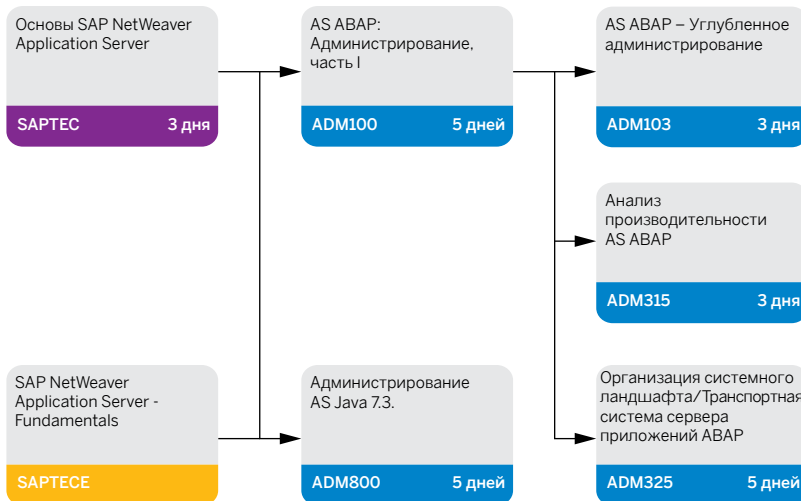 Основы SAP NetWeaver
Application Server
SAPTEC 3 дня
AS ABAP:
Администрирование,
часть I
ADM100 5 дней
AS ABAP – Углубленное
администрирование
ADM103 3 дня
Анализ
производительности
AS ABAP
ADM315 3 дня
SAP NetWeaver
Application Server -
Fundamentals
SAPTECE
Администрирование
AS Java 7.3.
ADM800 5 дней
Организация системного
ландшафта/Транспортная
система сервера
приложений ABAP
ADM325 5 дней